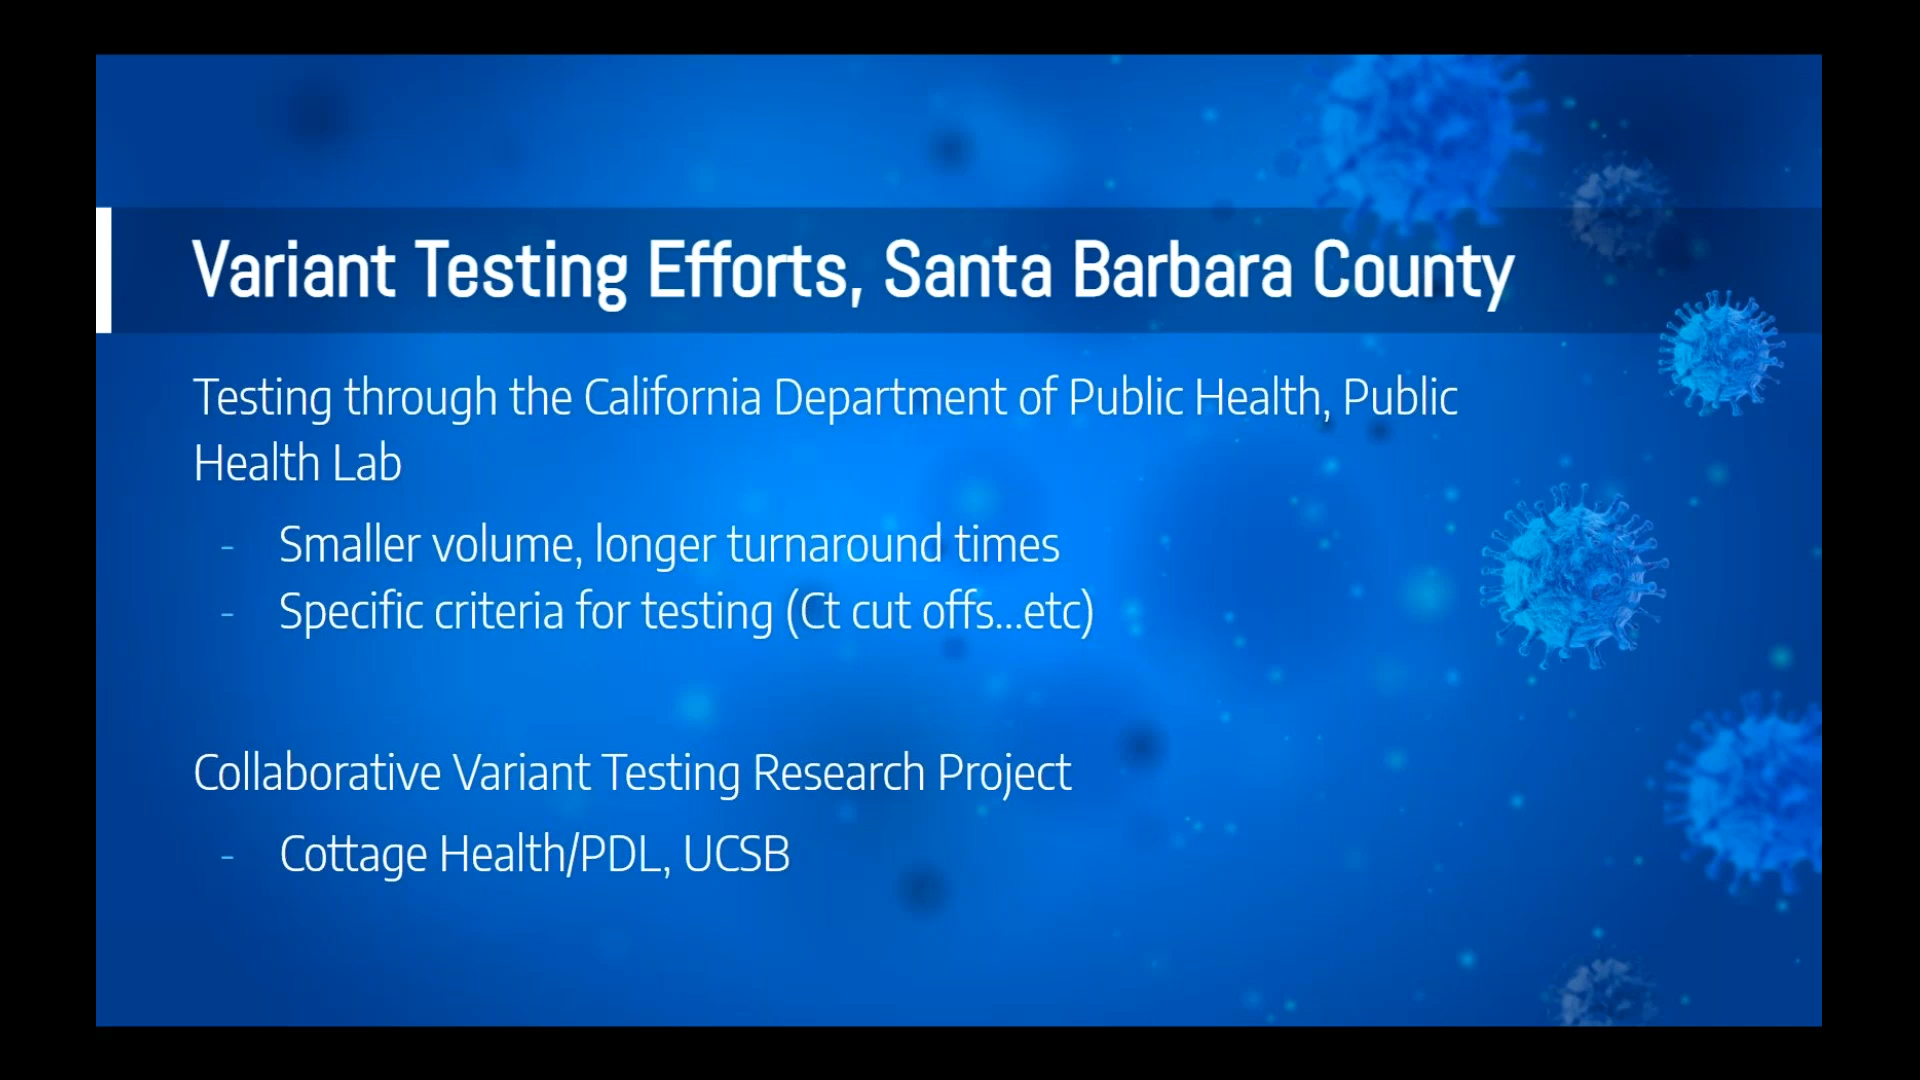 Variant Testing Efforts, Santa Barbara County
Testing through the California Department of Public Health, Public
Health Lab
- Smaller volume, longer turnaround times
- Specific criteria for testing (Ct cut offs...etc)
Collaborative Variant Testing Research Project
- Cottage Health/PDL, UCSB